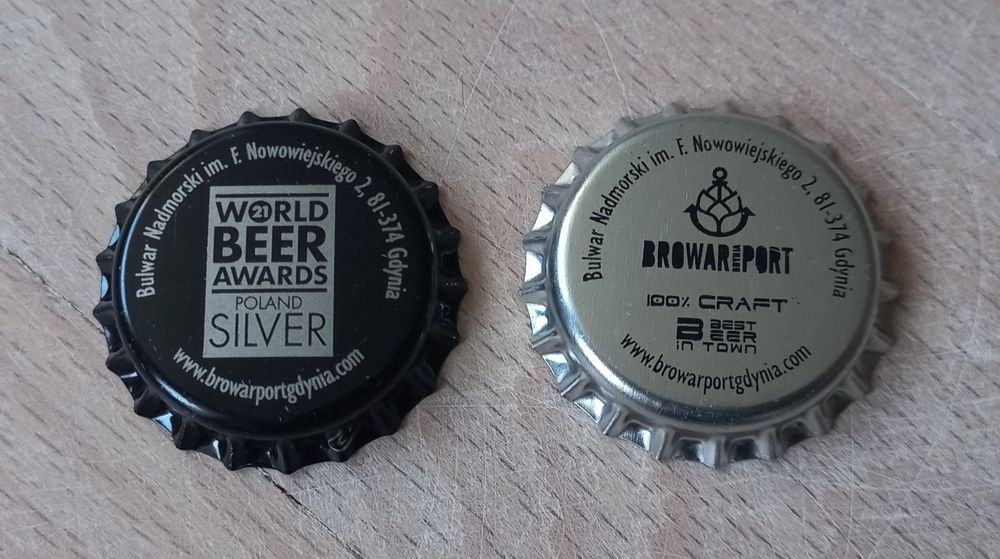 Bulwar Nadmorski im. F. Nowowiejskiego 2, 81-374 Gdynia
WORLD
21
BEER
AWARDS
POLAND
SILVER
www.browarportgdynia.com
Bulwar Nadmorski im. F. Nowowiejskiego 2, 81-374 Gdynia
BROWAR GDYNIA PORT
100% CRAFT
BEST
BEER
IN TOWN
www.browarportgdynia.com